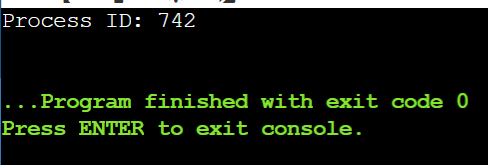 Process ID: 742
...Program finished with exit code 0
Press ENTER to exit console.